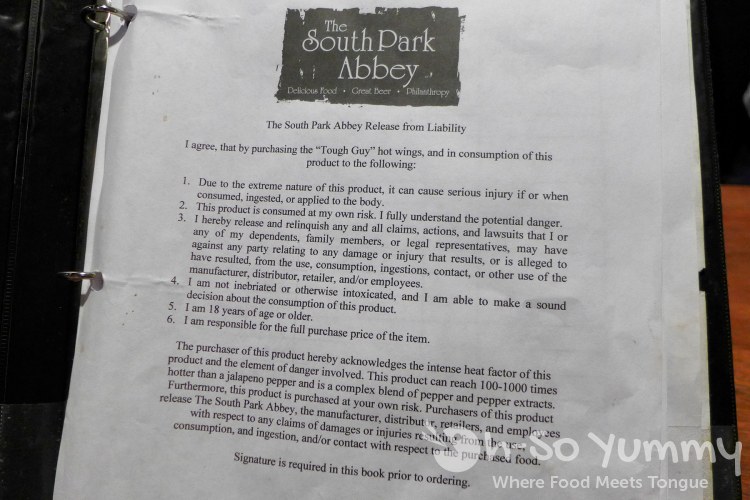 The
South Park
Abbey
Delicious Food • Great Beer • Philanthropy
The South Park Abbey Release from Liability
I agree, that by purchasing the "Tough Guy" hot wings, and in consumption of this
product to the following:
1. Due to the extreme nature of this product, it can cause serious injury if or when
consumed, ingested, or applied to the body.
2. This product is consumed at my own risk. I fully understand the potential danger.
3. I hereby release and relinquish any and all claims, actions, and lawsuits that I or
any of my dependents, family members, or legal representatives, may have
against any party relating to any damage or injury that results, or is alleged to
have resulted, from the use, consumption, ingestions, contact, or other use of the
manufacturer, distributor, retailer, and/or employees.
4. I am not inebriated or otherwise intoxicated, and I am able to make a sound
decision about the consumption of this product.
5. I am 18 years of age or older.
6. I am responsible for the full purchase price of the item.
The purchaser of this product hereby acknowledges the intense heat factor of this
product and the element of danger involved. This product can reach 100-1000 times
hotter than a jalapeno pepper and is a complex blend of pepper and pepper extracts.
Furthermore, this product is purchased at your own risk. Purchasers of this product
release The South Park Abbey, the manufacturer, distributor, retailers, and employees
with respect to any claims of damages or injuries resulting from the
consumption, and ingestion, and/or contact with respect to the purchased food.
Signature is required in this book prior to ordering.
Oh-So Yummy
Where Food Meets Tongue